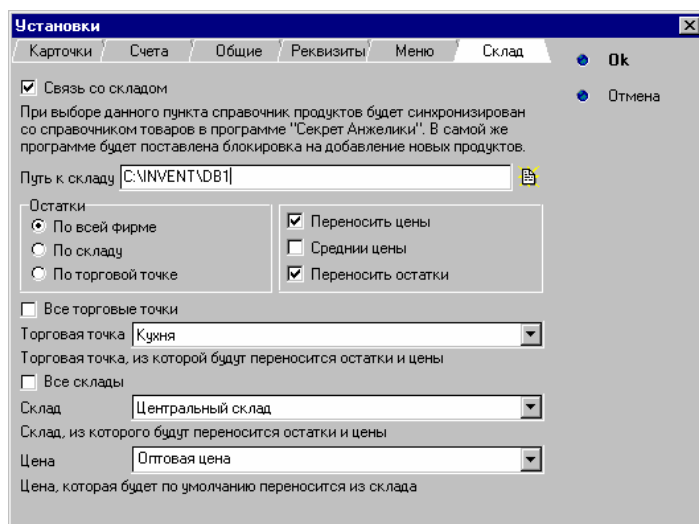 Установки
Карточки Счета Общие Реквизиты Меню Склад
Ok
Отмена
Связь со складом
При выборе данного пункта справочник продуктов будет синхронизирован
со справочником товаров в программе "Секрет Анжелики". В самой же
программе будет поставлена блокировка на добавление новых продуктов.
Путь к складу C:\INVENT\DB1
Остатки
По всей фирме
По складу
По торговой точке
Переносить цены
Среднии цены
Переносить остатки
Все торговые точки
Торговая точка Кухня
Торговая точка, из которой будут переносится остатки и цены
Все склады
Склад Центральный склад
Склад, из которого будут переносится остатки и цены
Цена Оптовая цена
Цена, которая будет по умолчанию переносится из склада